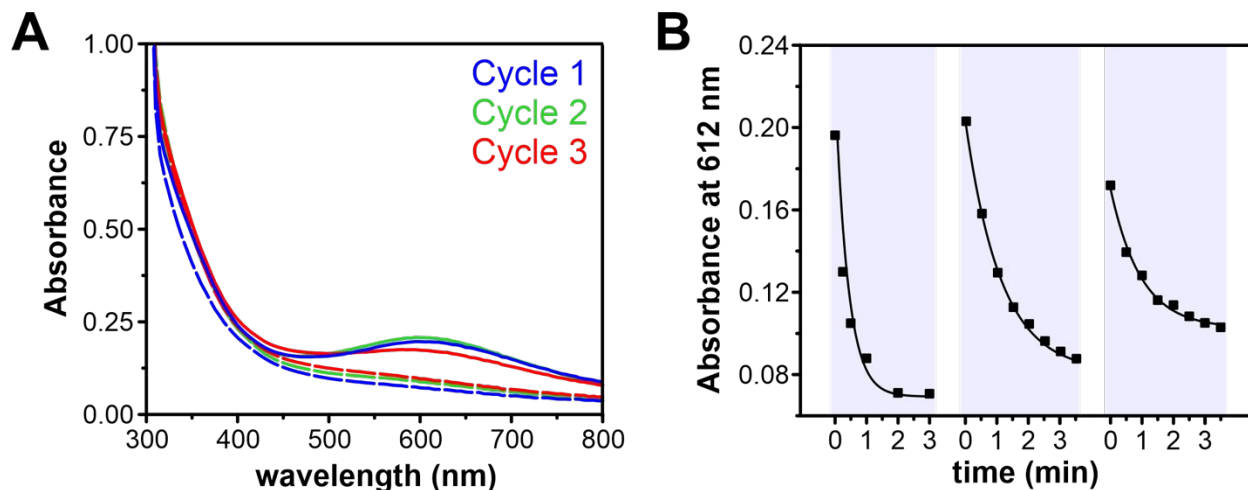 A
Absorbance
1.00
0.75
0.50
0.25
0.00
Cycle 1
Cycle 2
Cycle 3
300 400 500 600 700 800
wavelength (nm)
B
Absorbance at 612 nm
0.24
0.20
0.16
0.12
0.08
0 1 2 3 0 1 2 3 0 1 2 3
time (min)